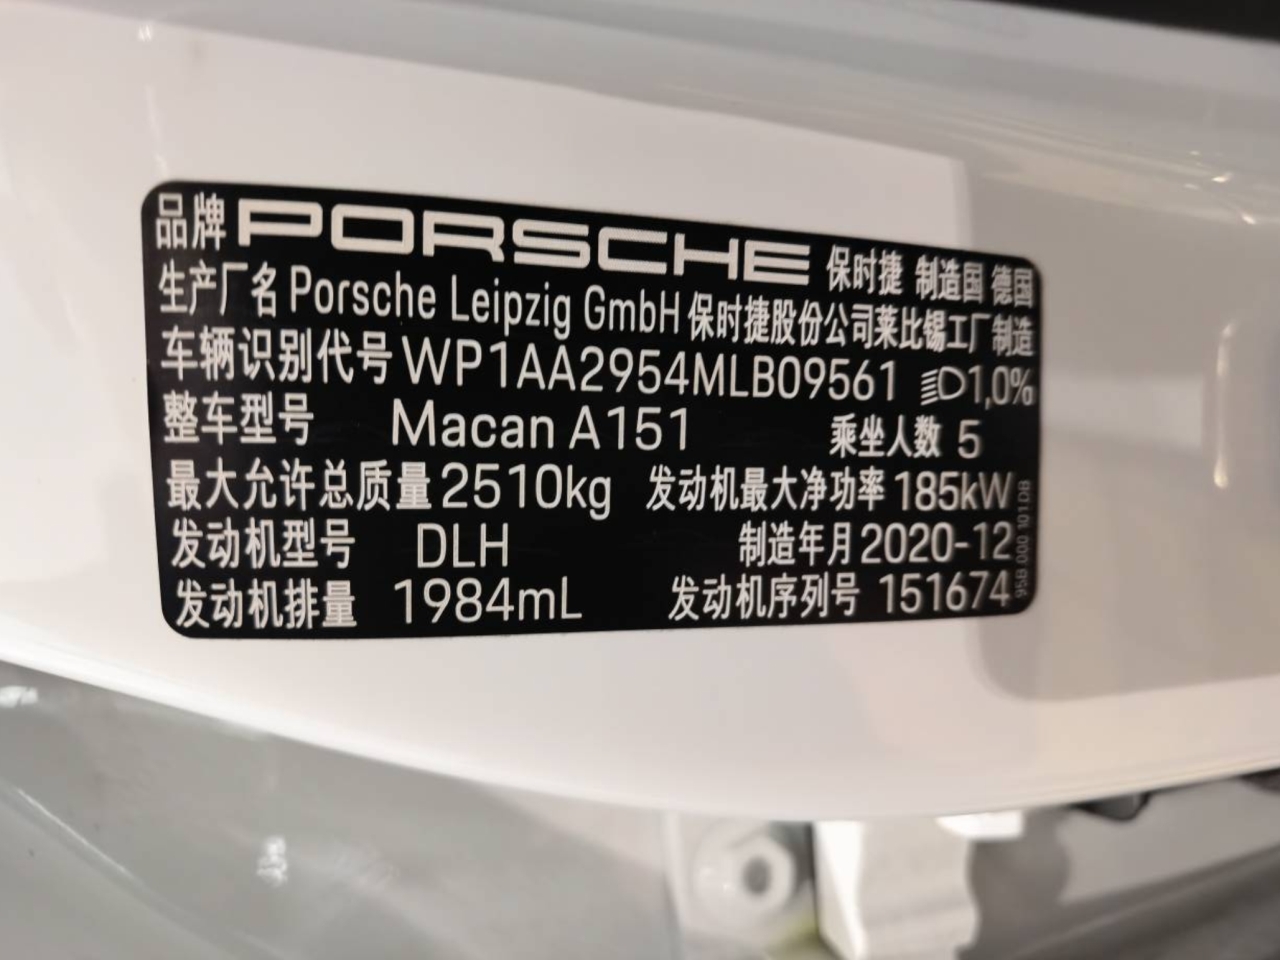 品牌 PORSCHE 保时捷 制造国 德国
生产厂名 Porsche Leipzig GmbH 保时捷股份公司莱比锡工厂制造
车辆识别代号 WP1AA2954MLB09561 1,0%
整车型号 Macan A151 乘坐人数 5
最大允许总质量 2510kg 发动机最大净功率 185kW
发动机型号 DLH 制造年月 2020-12
发动机排量 1984mL 发动机序列号 151674
95B.000.101.DB